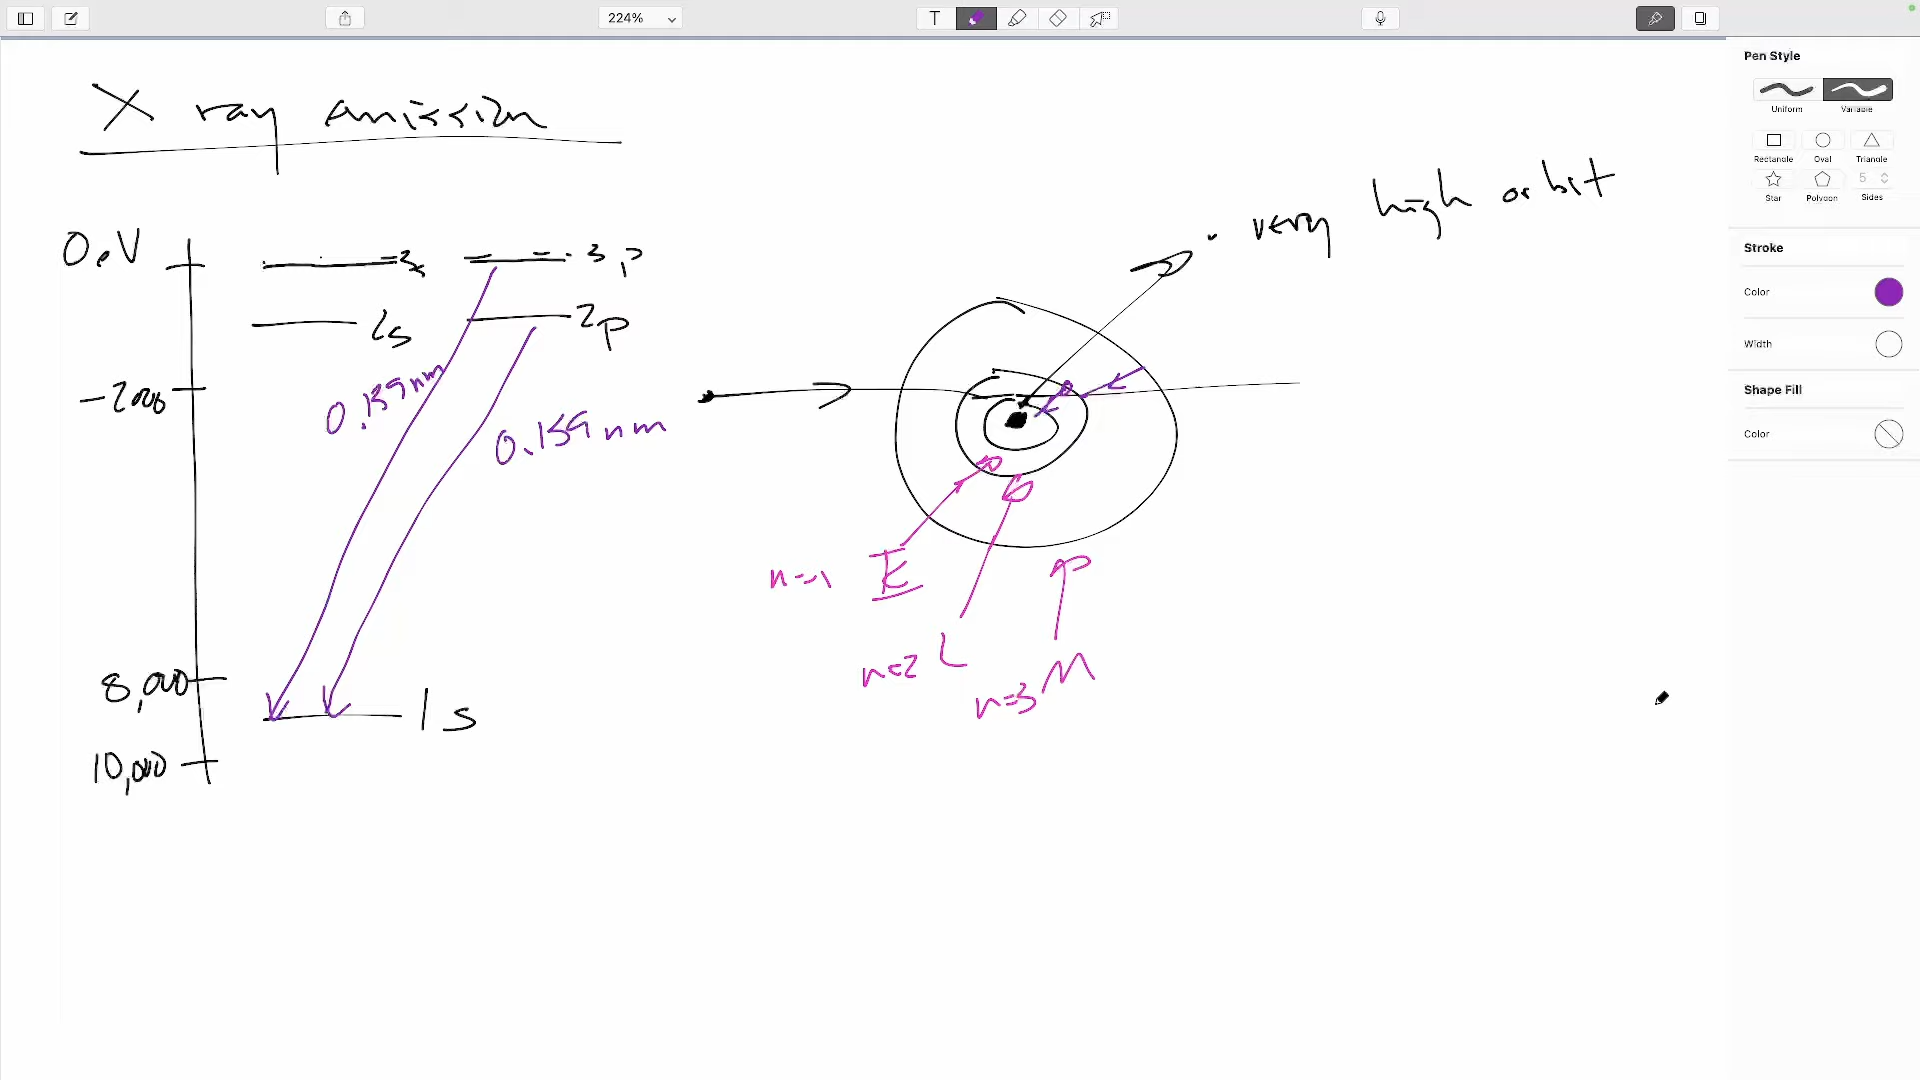 224%
T
Pen Style
Uniform Variable
Rectangle Oval Triangle
5
Star Polygon Sides
Stroke
Color
Width
Shape Fill
Color
X ray emission
very high orbit
0 eV
3p
2s
2p
-2000
0.139 nm
0.159 nm
n=1 K
n=2 L
n=3 M
8,000
1s
10,000